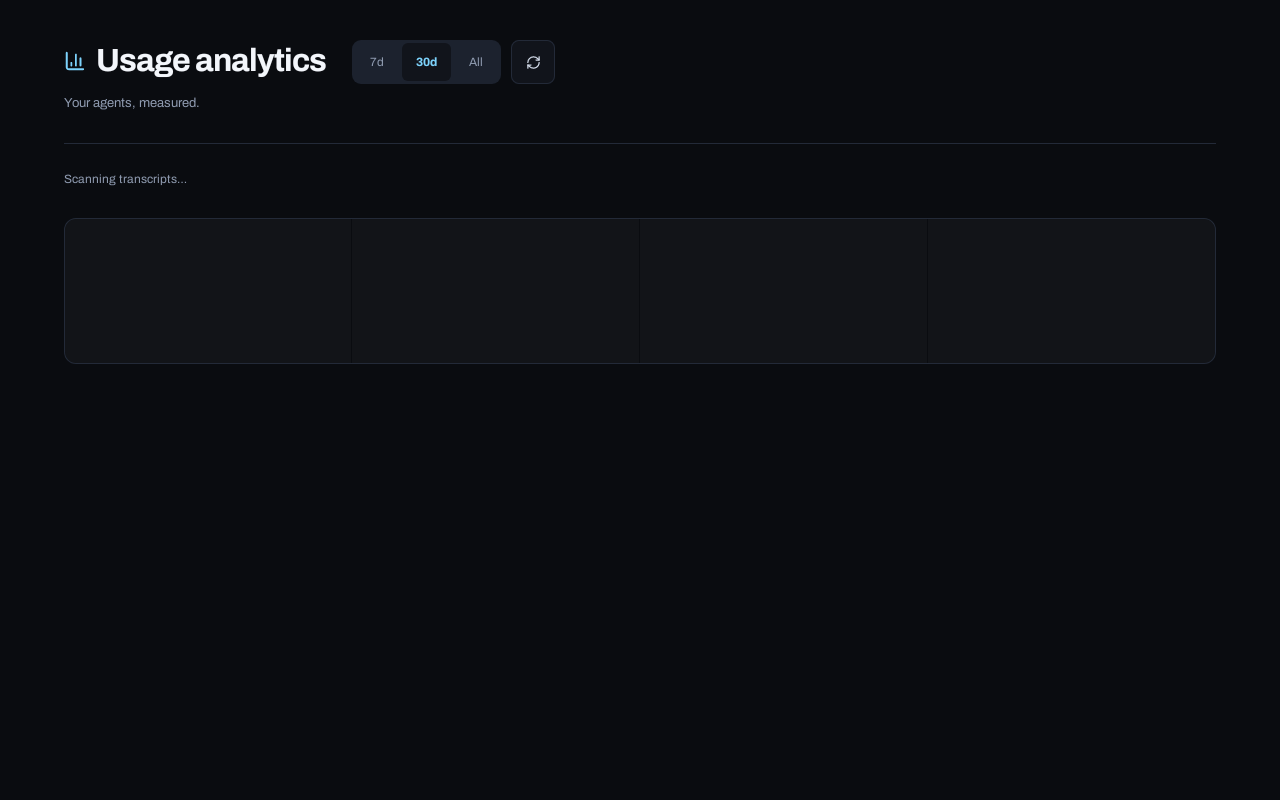 Usage analytics
7d 30d All
Your agents, measured.
Scanning transcripts...